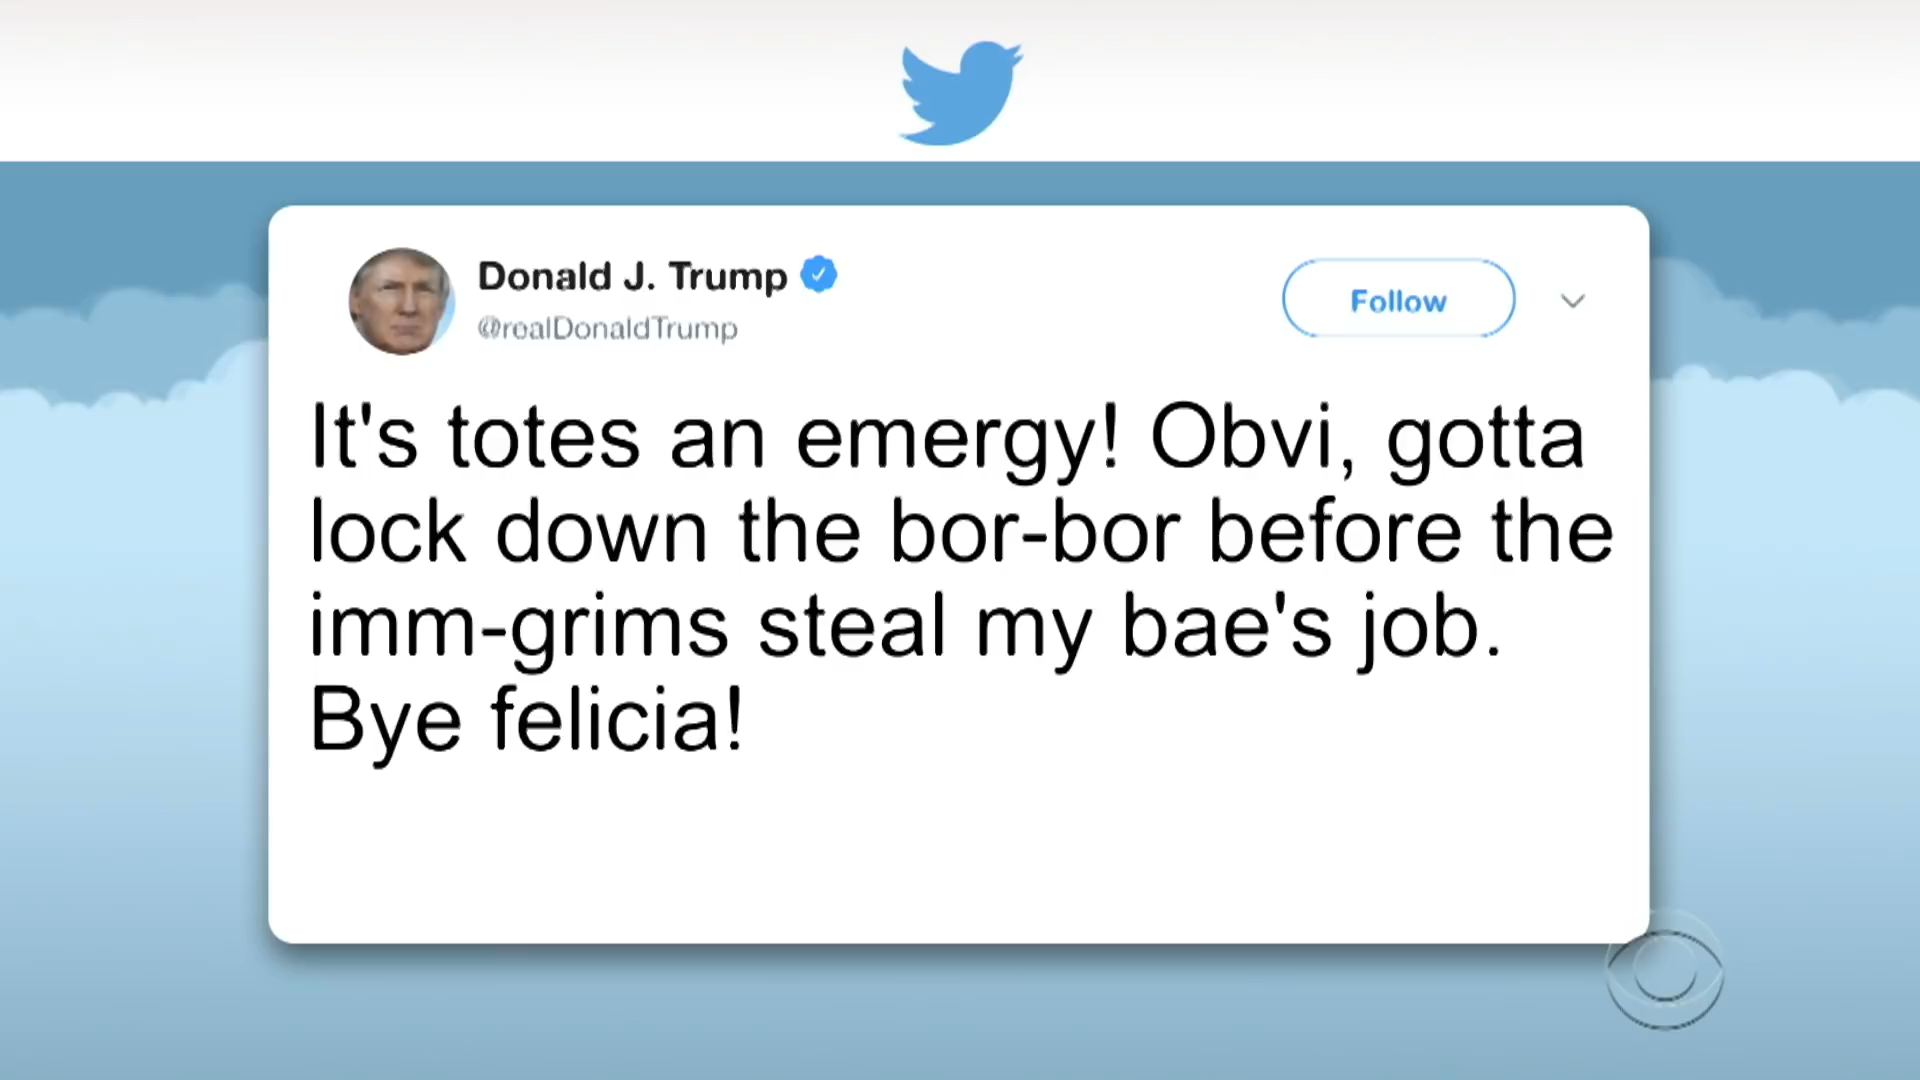 Donald J. Trump
@realDonaldTrump
Follow
It's totes an emergy! Obvi, gotta
lock down the bor-bor before the
imm-grims steal my bae's job.
Bye felicia!